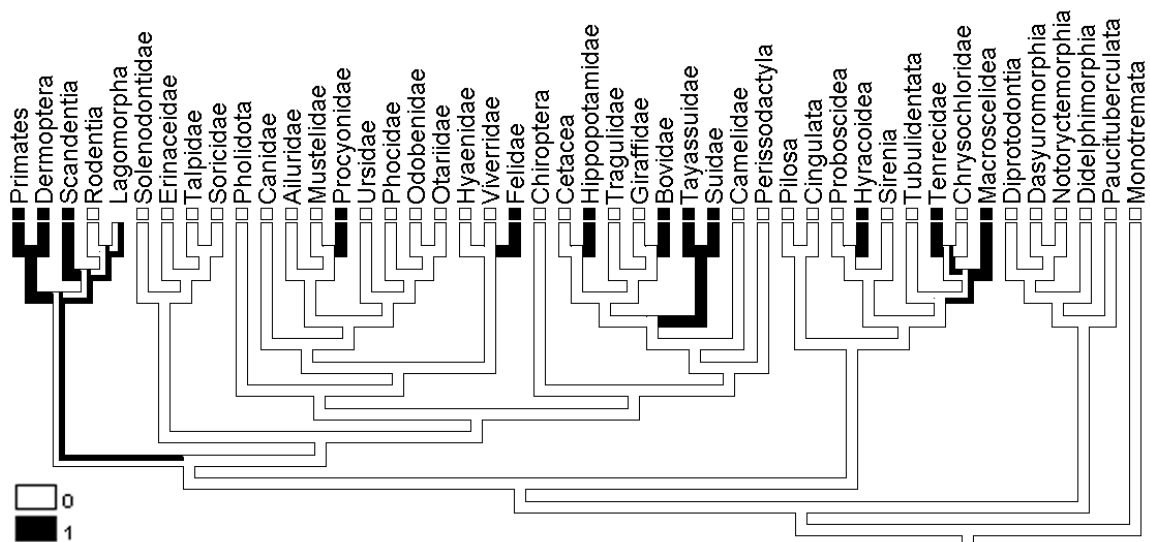 Primates
Dermoptera
Scandentia
Rodentia
Lagomorpha
Solenodontidae
Erinaceidae
Talpidae
Soricidae
Pholidota
Canidae
Ailuridae
Mustelidae
Procyonidae
Ursidae
Phocidae
Odobenidae
Otariidae
Hyaenidae
Viverridae
Felidae
Chiroptera
Cetacea
Hippopotamidae
Tragulidae
Giraffidae
Bovidae
Tayassuidae
Suidae
Camelidae
Perissodactyla
Pilosa
Cingulata
Proboscidea
Hyracoidea
Sirenia
Tubulidentata
Tenrecidae
Chrysochloridae
Macroscelidea
Diprotodontia
Dasyuromorphia
Notoryctemorphia
Didelphimorphia
Paucituberculata
Monotremata
0
1